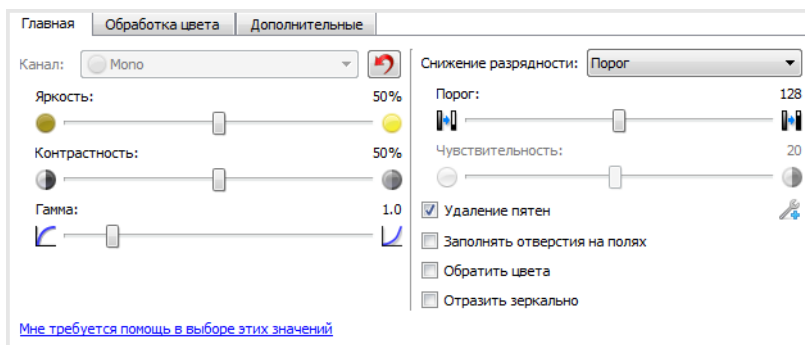 Главная Обработка цвета Дополнительные
Канал: Mono
Яркость: 50%
Контрастность: 50%
Гамма: 1.0
Мне требуется помощь в выборе этих значений
Снижение разрядности: Порог
Порог: 128
Чувствительность: 20
Удаление пятен
Заполнять отверстия на полях
Обратить цвета
Отразить зеркально